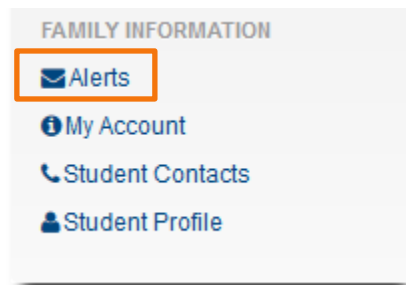 FAMILY INFORMATION
Alerts
My Account
Student Contacts
Student Profile